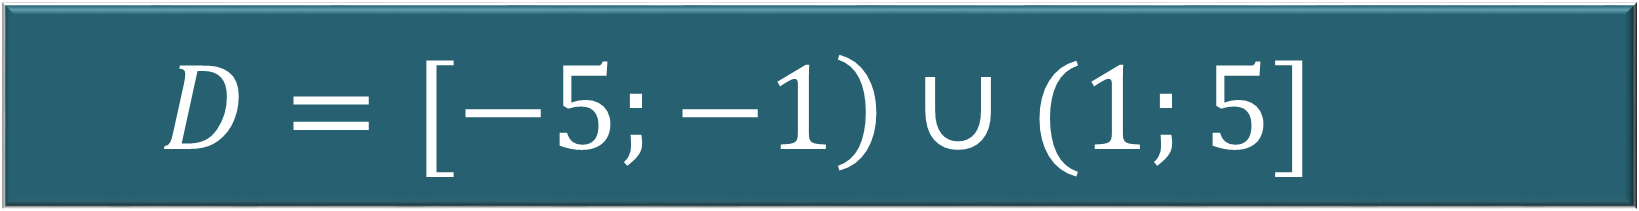 D = [−5; −1) ∪ (1; 5]